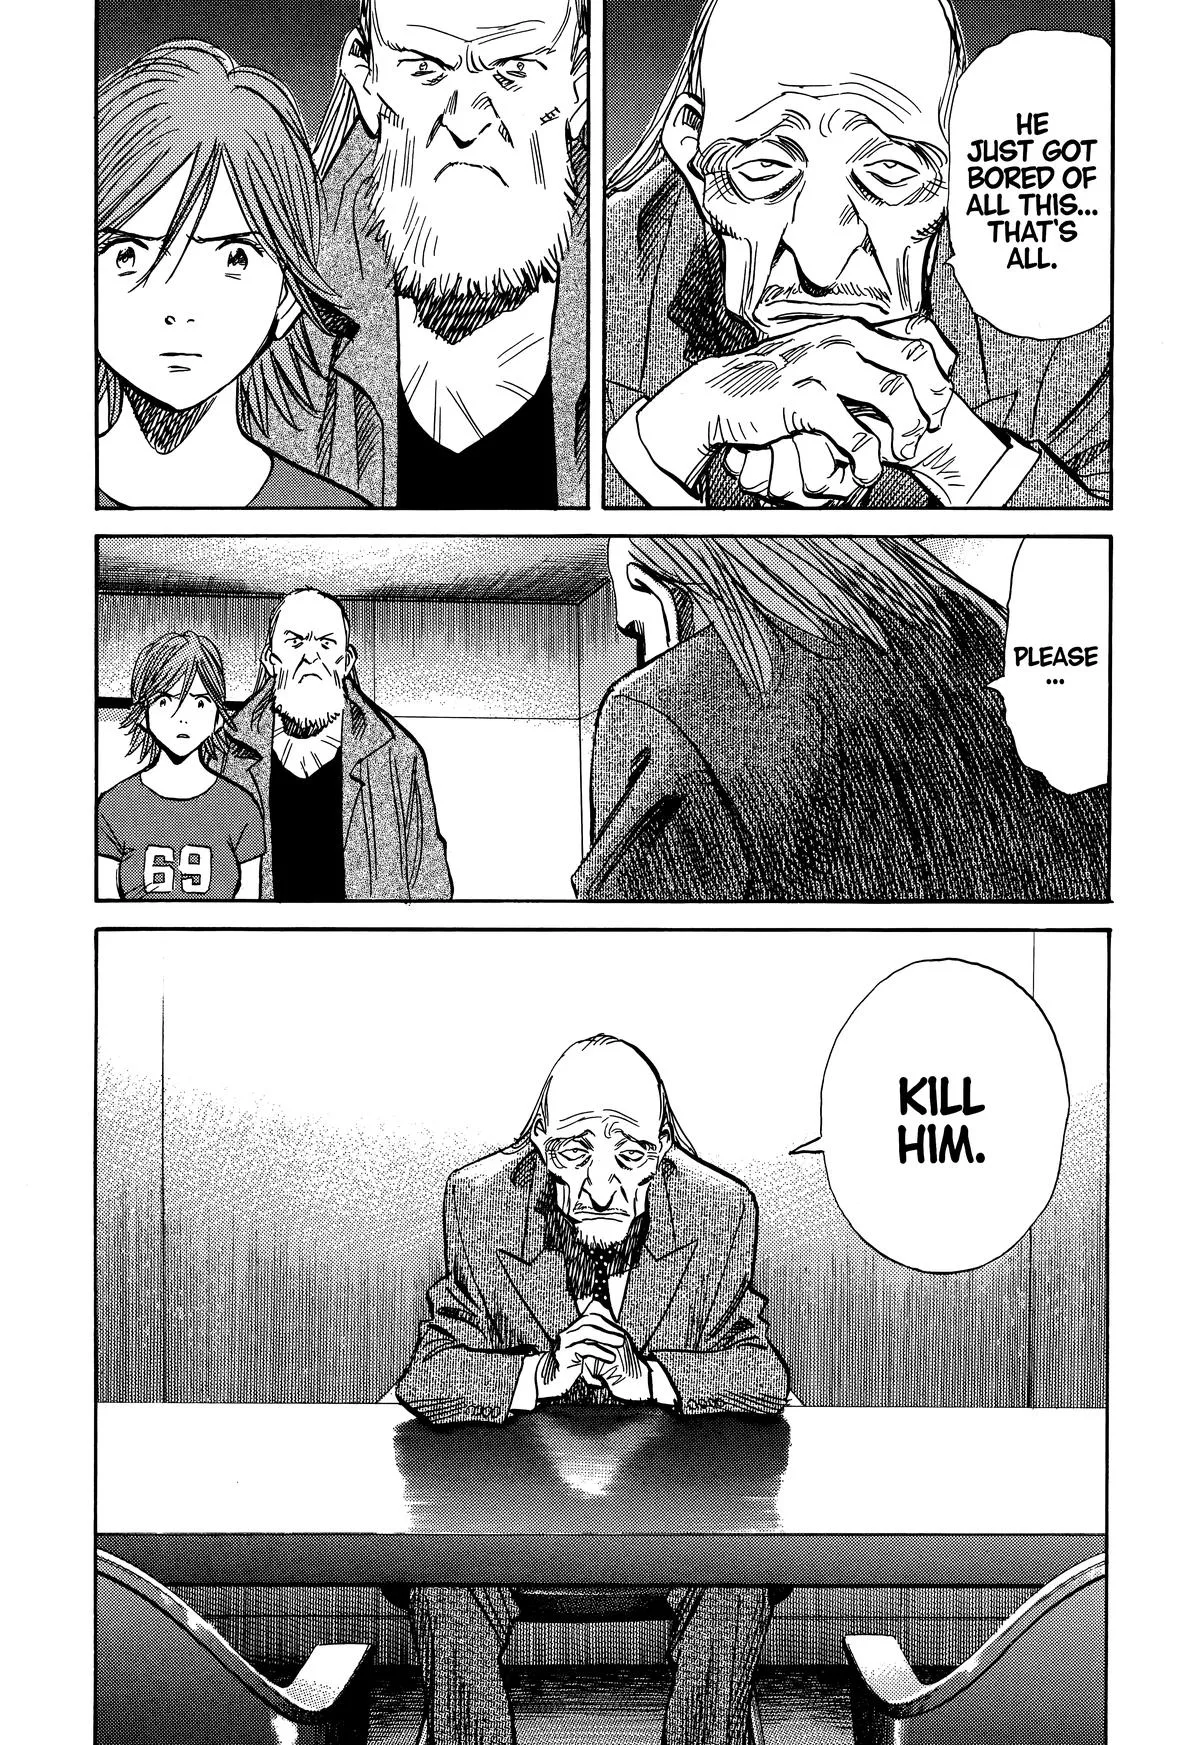 HE
JUST GOT
BORED OF
ALL THIS...
THAT'S
ALL.
PLEASE
...
69
KILL
HIM.